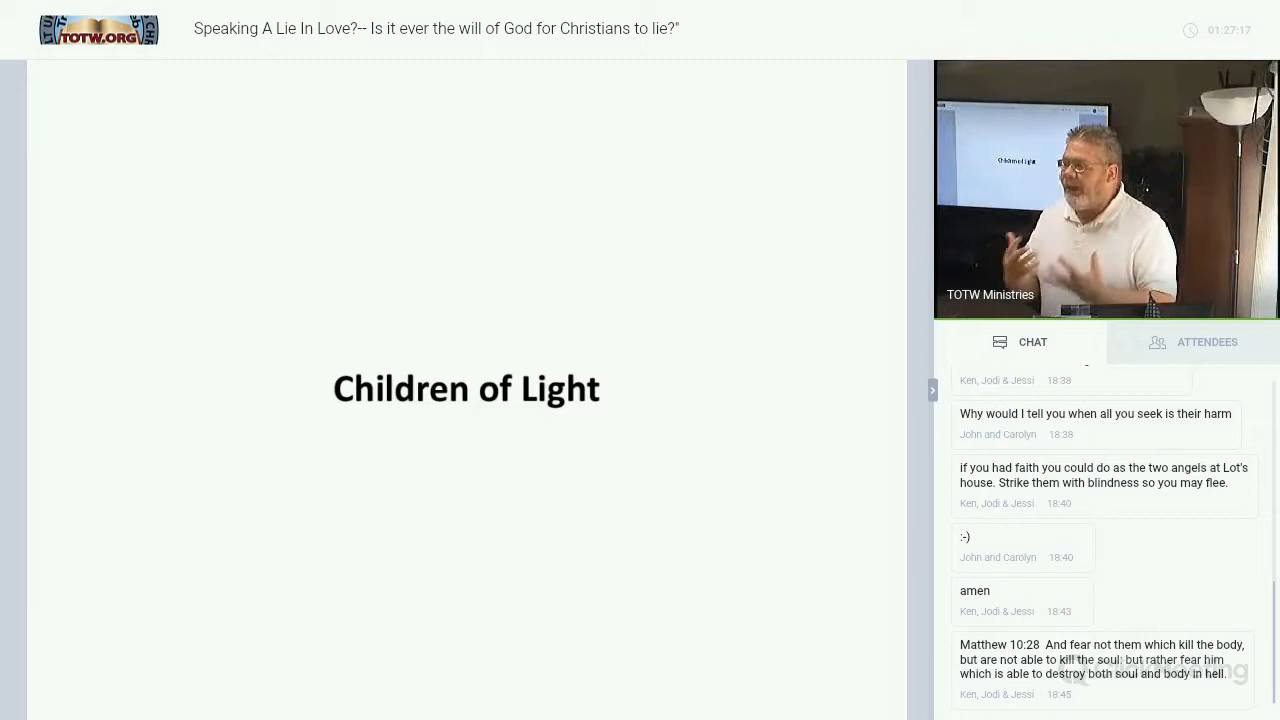 TOTW.ORG
Speaking A Lie In Love?-- Is it ever the will of God for Christians to lie?"
01:27:17
Children of Light
Children of Light
TOTW Ministries
CHAT
ATTENDEES
Ken, Jodi & Jessi 18:38
Why would I tell you when all you seek is their harm
John and Carolyn 18:38
if you had faith you could do as the two angels at Lot's
house. Strike them with blindness so you may flee.
Ken, Jodi & Jessi 18:40
:-)
John and Carolyn 18:40
amen
Ken, Jodi & Jessi 18:43
Matthew 10:28 And fear not them which kill the body,
but are not able to kill the soul: but rather fear him
which is able to destroy both soul and body in hell.
Ken, Jodi & Jessi 18:45